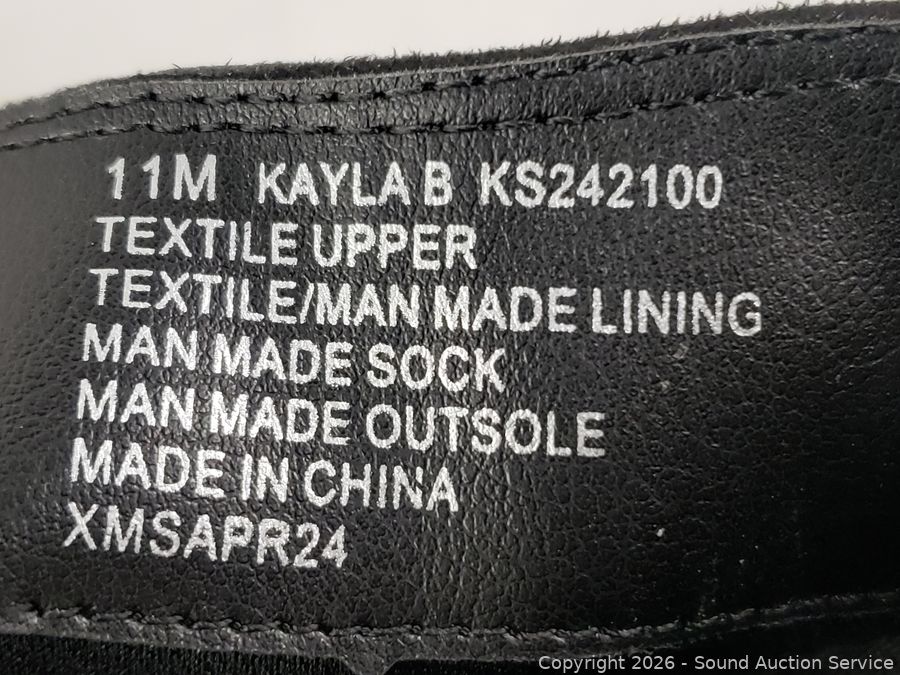 11M KAYLA B KS242100
TEXTILE UPPER
TEXTILE/MAN MADE LINING
MAN MADE SOCK
MAN MADE OUTSOLE
MADE IN CHINA
XMSAPR24
Copyright 2026 - Sound Auction Service